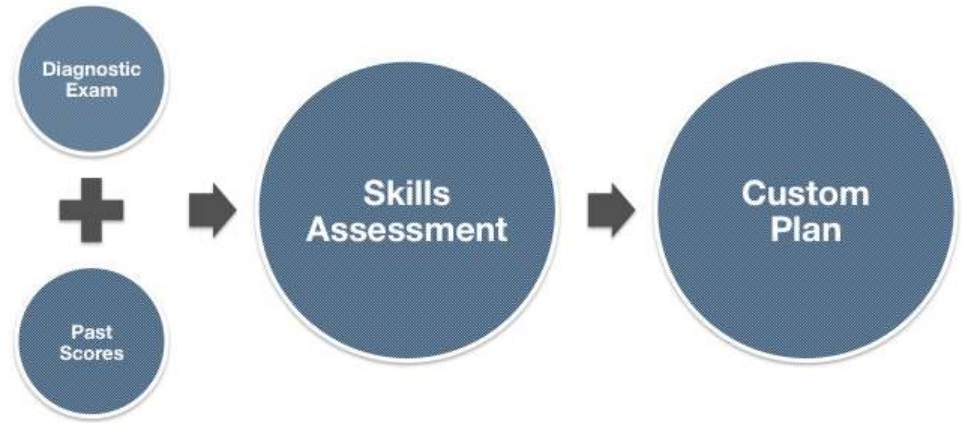 Diagnostic
Exam
Past
Scores
Skills
Assessment
Custom
Plan